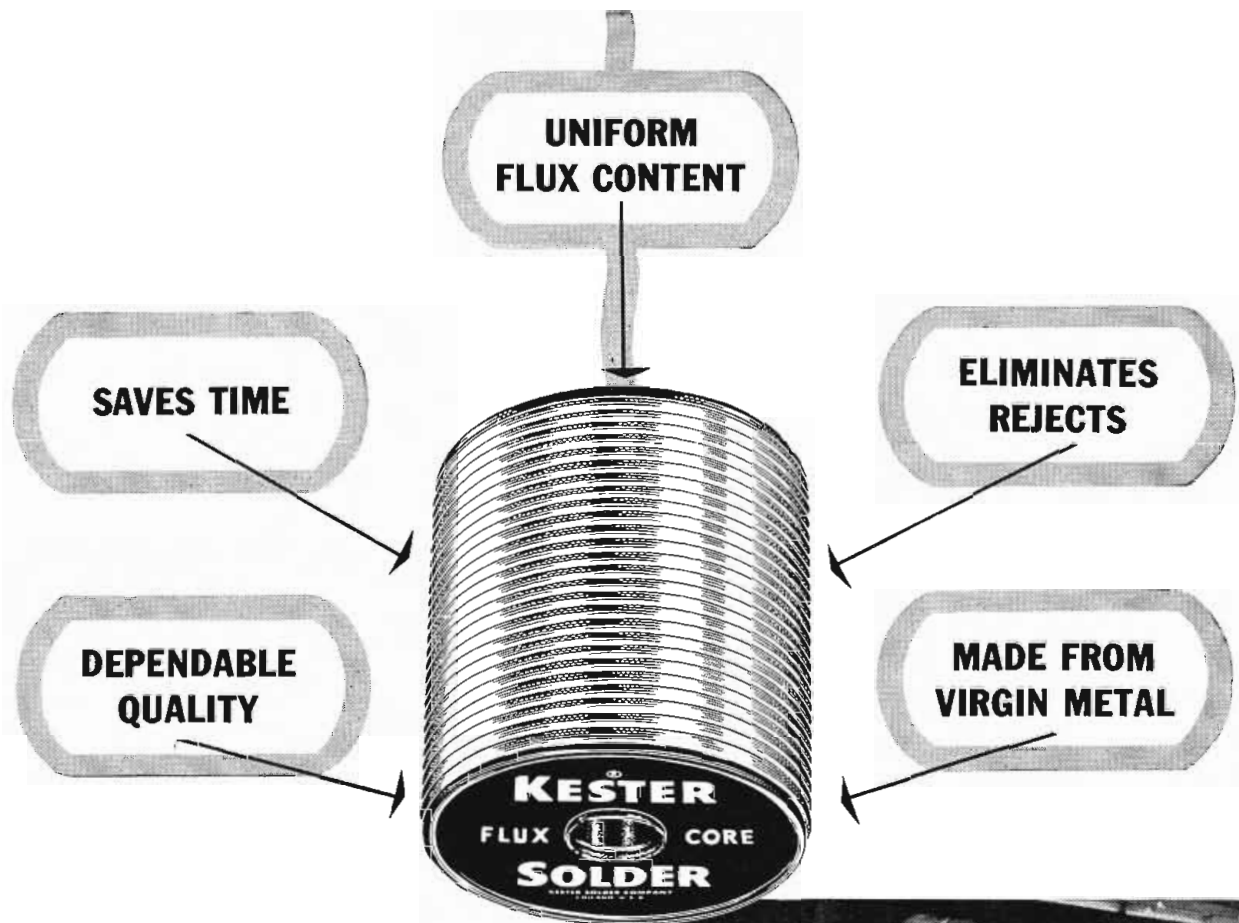 UNIFORM
FLUX CONTENT
SAVES TIME
ELIMINATES
REJECTS
DEPENDABLE
QUALITY
MADE FROM
VIRGIN METAL
KESTER®
FLUX CORE
SOLDER
KESTER SOLDER COMPANY
CHICAGO U.S.A.